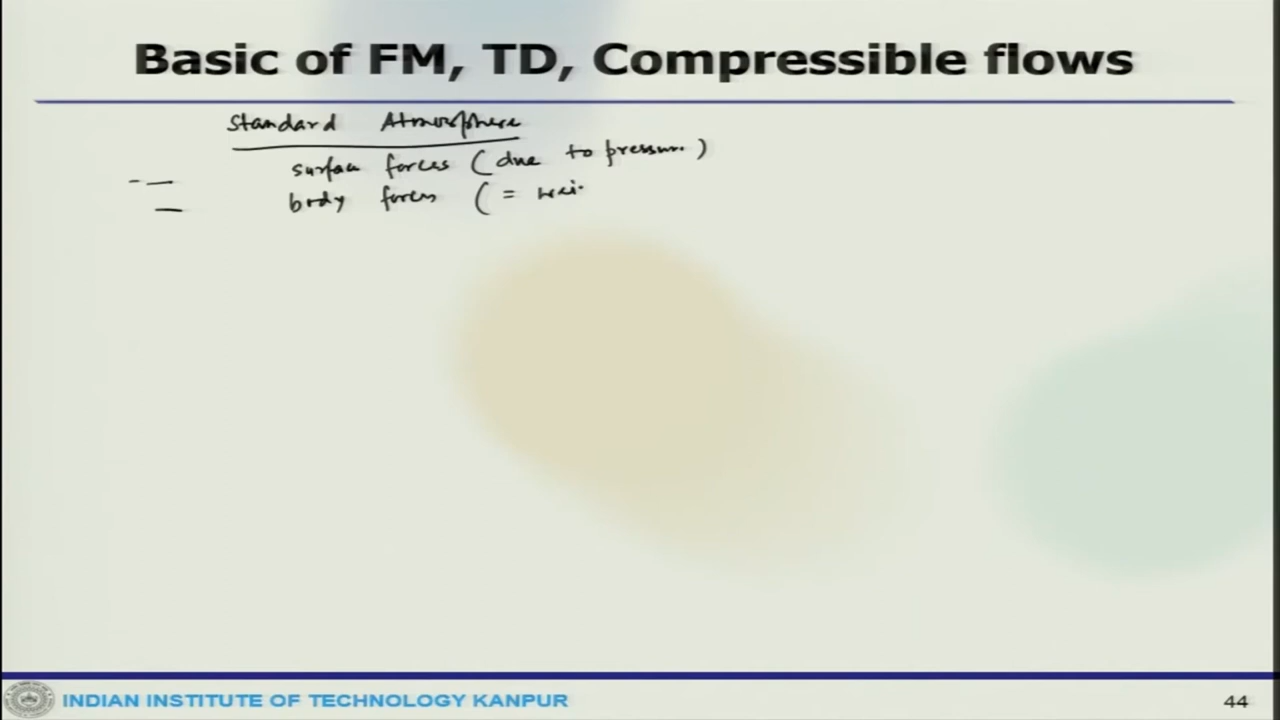 Basic of FM, TD, Compressible flows
Standard Atmosphere
surface forces (due to pressure)
body forces ( =
INDIAN INSTITUTE OF TECHNOLOGY KANPUR
44